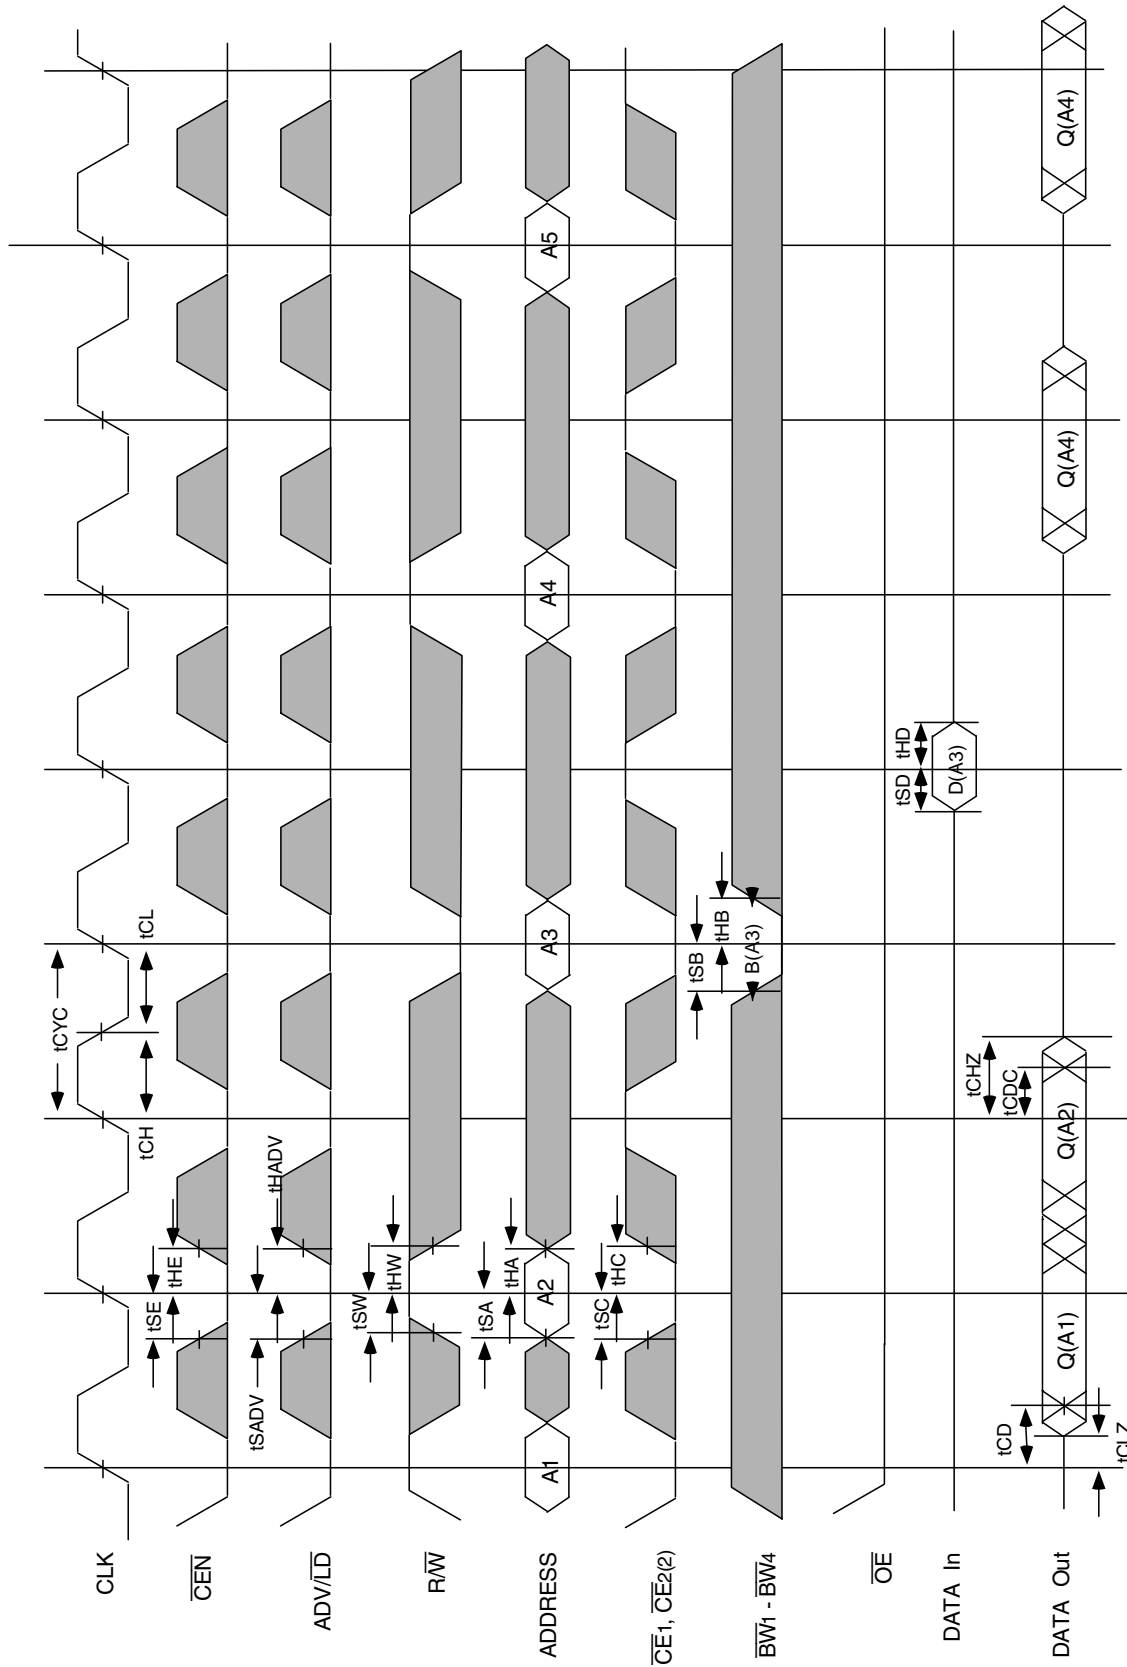 CLK
tCYC
tCH
tCL
CEN
tSE
tHE
ADV/LD
tSADV
tHADV
R/W
tSW
tHW
ADDRESS
A1
A2
A3
A4
A5
tSA
tHA
CE1, CE2(2)
tSC
tHC
BW1 - BW4
tSB
tHB
B(A3)
OE
DATA In
tSD
tHD
D(A3)
DATA Out
tCD
tCLZ
Q(A1)
Q(A2)
tCHZ
tCDC
Q(A4)
Q(A4)